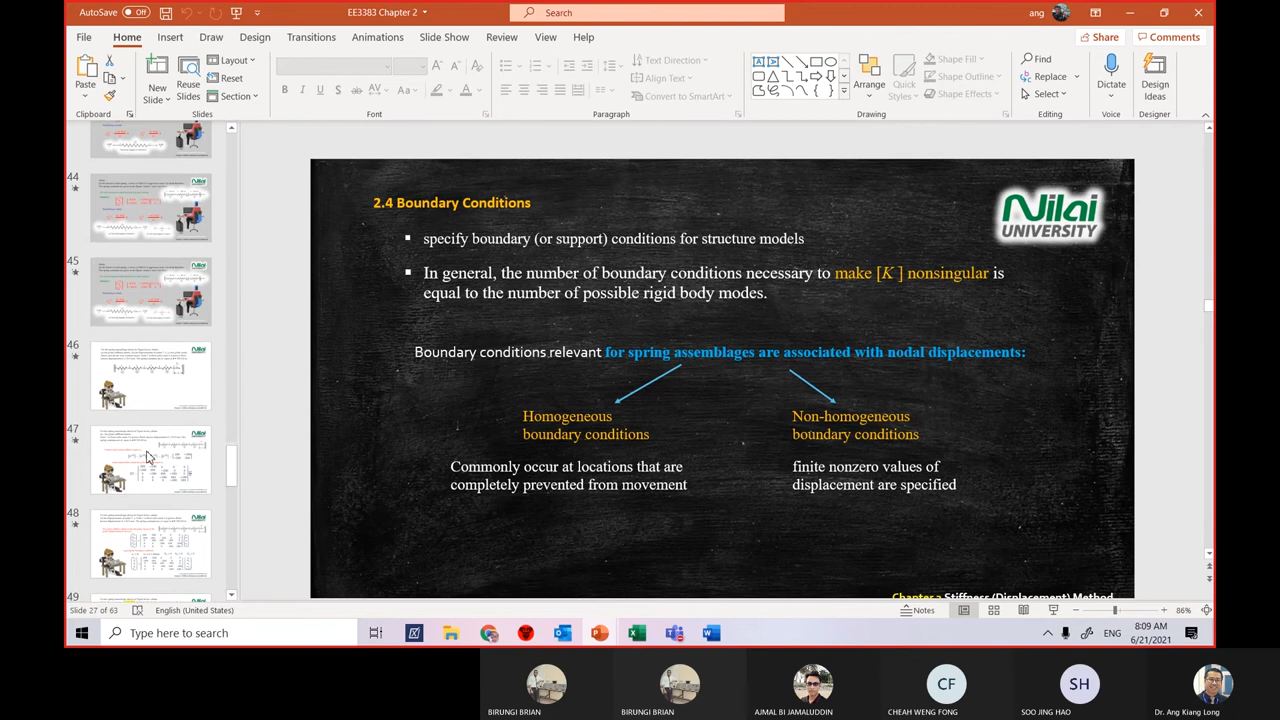 AutoSave Off
EE3383 Chapter 2
Search
ang
File Home Insert Draw Design Transitions Animations Slide Show Review View Help
Share Comments
Paste
Clipboard
New Slide
Reuse Slides
Layout
Reset
Section
Slides
Font
Text Direction
Align Text
Convert to SmartArt
Paragraph
Arrange
Quick Styles
Shape Fill
Shape Outline
Shape Effects
Drawing
Find
Replace
Select
Editing
Dictate
Voice
Design Ideas
Designer
44
45
46
47
48
49
2.4 Boundary Conditions
Nilai
UNIVERSITY
▪ specify boundary (or support) conditions for structure models
▪ In general, the number of boundary conditions necessary to make [K ] nonsingular is
equal to the number of possible rigid body modes.
Boundary conditions relevant for spring assemblages are associated with nodal displacements:
Homogeneous
boundary conditions
Commonly occur at locations that are
completely prevented from movement
Non-homogeneous
boundary conditions
finite nonzero values of
displacement are specified
Stiffness (Displacement) Method
Slide 27 of 63
English (United States)
Notes
86%
Type here to search
ENG
8:09 AM
6/21/2021
CF
SH
BIRUNGI BRIAN
BIRUNGI BRIAN
AJMAL BI JAMALUDDIN
CHEAH WENG FONG
SOO JING HAO
Dr. Ang Kiang Long